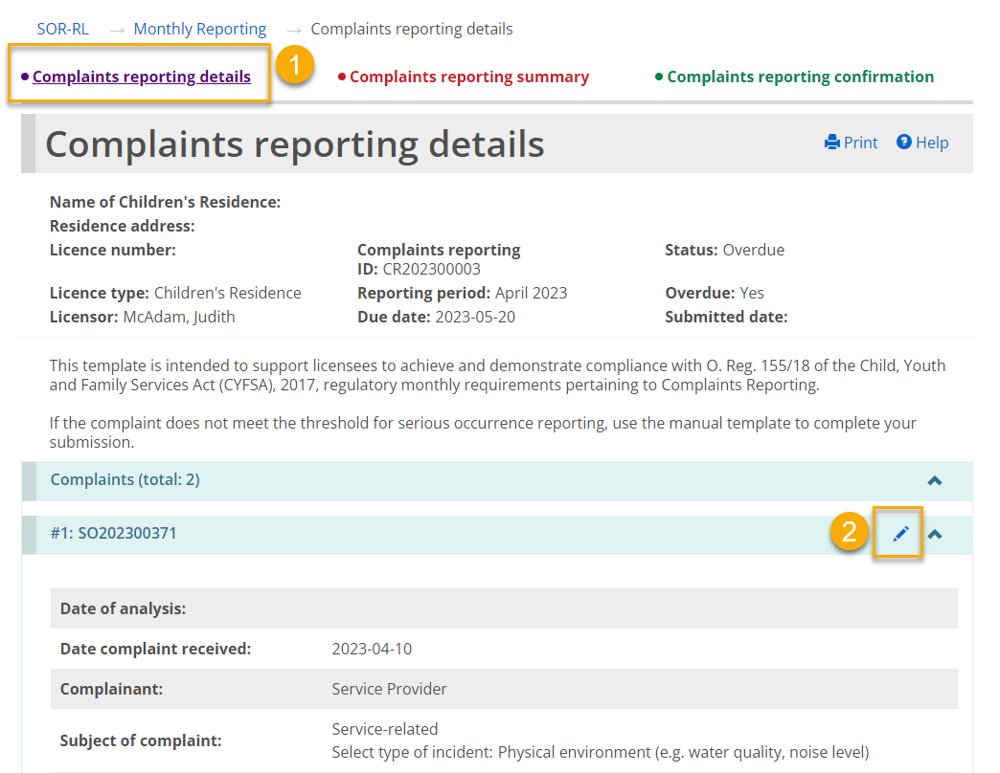 SOR-RL → Monthly Reporting → Complaints reporting details
• Complaints reporting details 1 • Complaints reporting summary • Complaints reporting confirmation
Complaints reporting details Print Help
Name of Children's Residence:
Residence address:
Licence number: Complaints reporting ID: CR202300003 Status: Overdue
Licence type: Children's Residence Reporting period: April 2023 Overdue: Yes
Licensor: McAdam, Judith Due date: 2023-05-20 Submitted date:
This template is intended to support licensees to achieve and demonstrate compliance with O. Reg. 155/18 of the Child, Youth
and Family Services Act (CYFSA), 2017, regulatory monthly requirements pertaining to Complaints Reporting.
If the complaint does not meet the threshold for serious occurrence reporting, use the manual template to complete your
submission.
Complaints (total: 2)
#1: SO202300371 2
Date of analysis:
Date complaint received: 2023-04-10
Complainant: Service Provider
Subject of complaint: Service-related
Select type of incident: Physical environment (e.g. water quality, noise level)